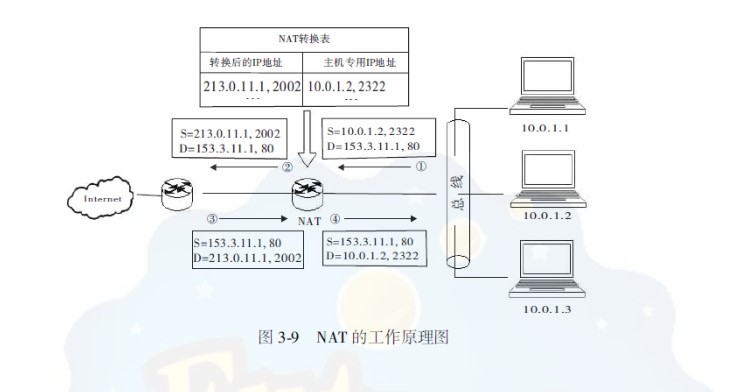 NAT转换表
转换后的IP地址 主机专用IP地址
213.0.11.1, 2002 10.0.1.2, 2322
... ...
S=213.0.11.1, 2002
D=153.3.11.1, 80
②
S=10.0.1.2, 2322
D=153.3.11.1, 80
①
10.0.1.1
Internet
NAT
总线
10.0.1.2
③
S=153.3.11.1, 80
D=213.0.11.1, 2002
④
S=153.3.11.1, 80
D=10.0.1.2, 2322
10.0.1.3
图 3-9 NAT 的工作原理图